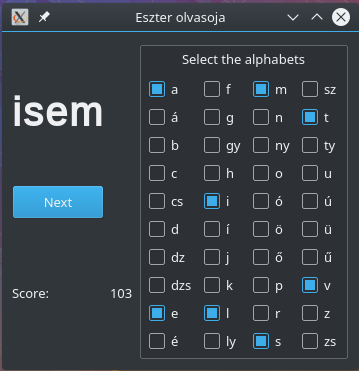 Eszter olvasoja
isem
Next
Score: 103
Select the alphabets
a f m sz
á g n t
b gy ny ty
c h o u
cs i ó ú
d í ö ü
dz j ő ű
dzs k p v
e l r z
é ly s zs